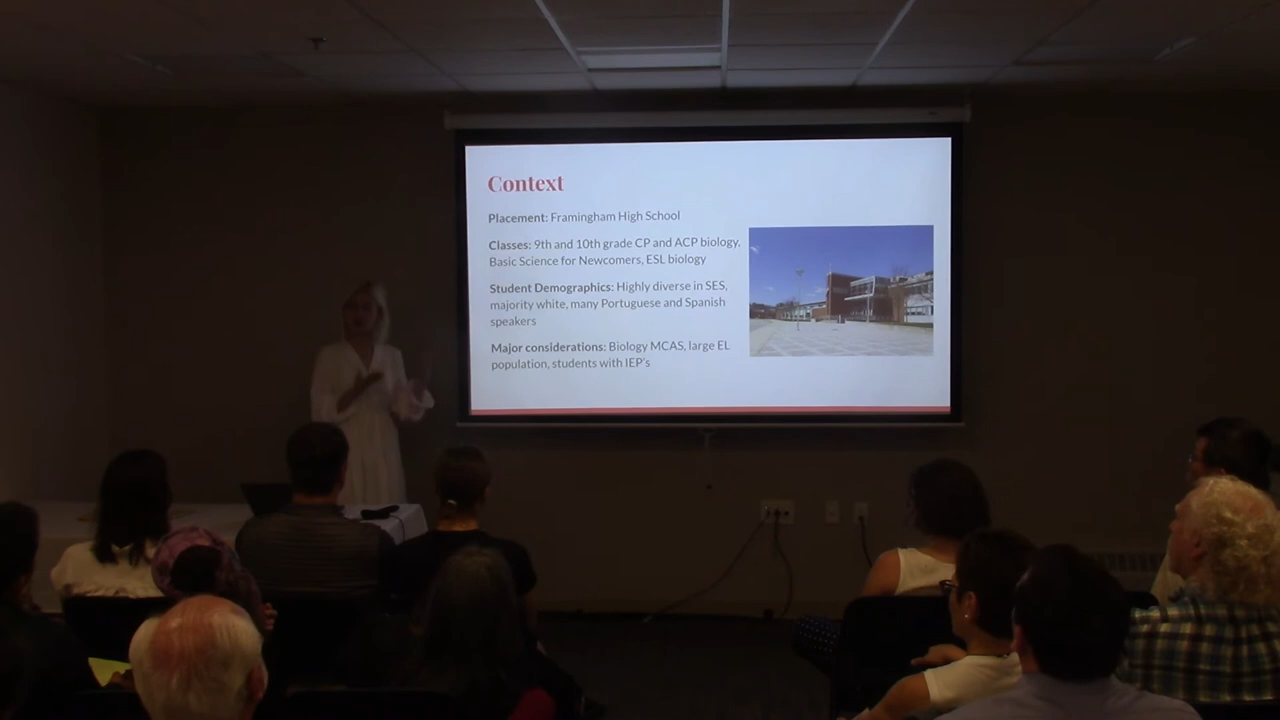 Context
Placement: Framingham High School
Classes: 9th and 10th grade CP and ACP biology,
Basic Science for Newcomers, ESL biology
Student Demographics: Highly diverse in SES,
majority white, many Portuguese and Spanish
speakers
Major considerations: Biology MCAS, large EL
population, students with IEP's